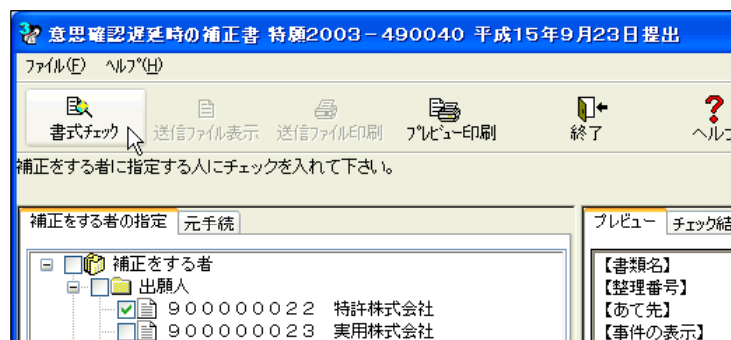 意思確認遅延時の補正書 特願2003－490040 平成15年9月23日提出
ﾌｧｲﾙ(F) ﾍﾙﾌﾟ(H)
書式ﾁｪｯｸ 送信ﾌｧｲﾙ表示 送信ﾌｧｲﾙ印刷 ﾌﾟﾚﾋﾞｭｰ印刷 終了 ヘル
補正をする者に指定する人にチェックを入れて下さい。
補正をする者の指定 元手続 プレビュー チェック結
補正をする者 【書類名】
出願人 【整理番号】
９０００００００２２ 特許株式会社 【あて先】
９０００００００２３ 実用株式会社 【事件の表示】